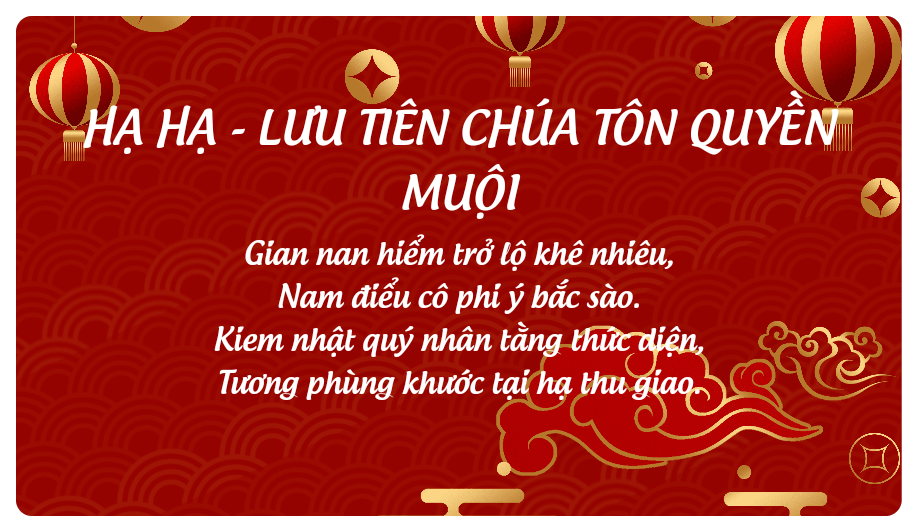 HẠ HẠ - LƯU TIÊN CHÚA TÔN QUYỀN
MUỘI
Gian nan hiểm trở lộ khê nhiêu,
Nam điểu cô phi ý bắc sào.
Kiem nhật quý nhân tằng thức diện,
Tương phùng khước tại hạ thu giao.